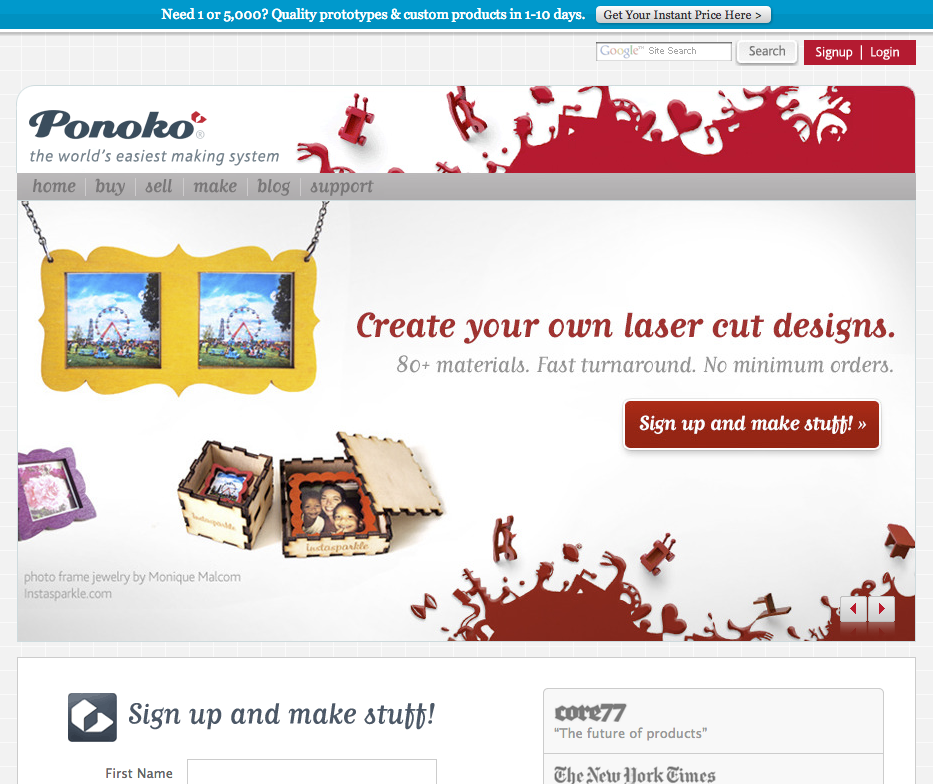 Need 1 or 5,000? Quality prototypes & custom products in 1-10 days. Get Your Instant Price Here >
Google™ Site Search Search Signup | Login
Ponoko®
the world's easiest making system
home buy sell make blog support
Create your own laser cut designs.
80+ materials. Fast turnaround. No minimum orders.
Sign up and make stuff! »
Instasparkle
Instasparkle
photo frame jewelry by Monique Malcom
Instasparkle.com
Sign up and make stuff!
First Name
core77
"The future of products"
The New York Times